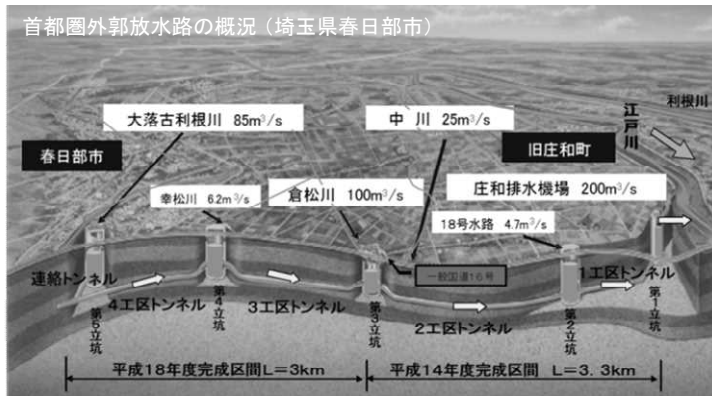 首都圏外郭放水路の概況（埼玉県春日部市）
利根川
江戸川
大落古利根川 85m³/s
中 川 25m³/s
春日部市
旧庄和町
幸松川 6.2m³/s
倉松川 100m³/s
庄和排水機場 200m³/s
18号水路 4.7m³/s
連絡トンネル
一般国道16号
1工区トンネル
4工区トンネル
3工区トンネル
2工区トンネル
第5立坑
第4立坑
第3立坑
第2立坑
第1立坑
平成18年度完成区間L＝3km
平成14年度完成区間 L＝3. 3km